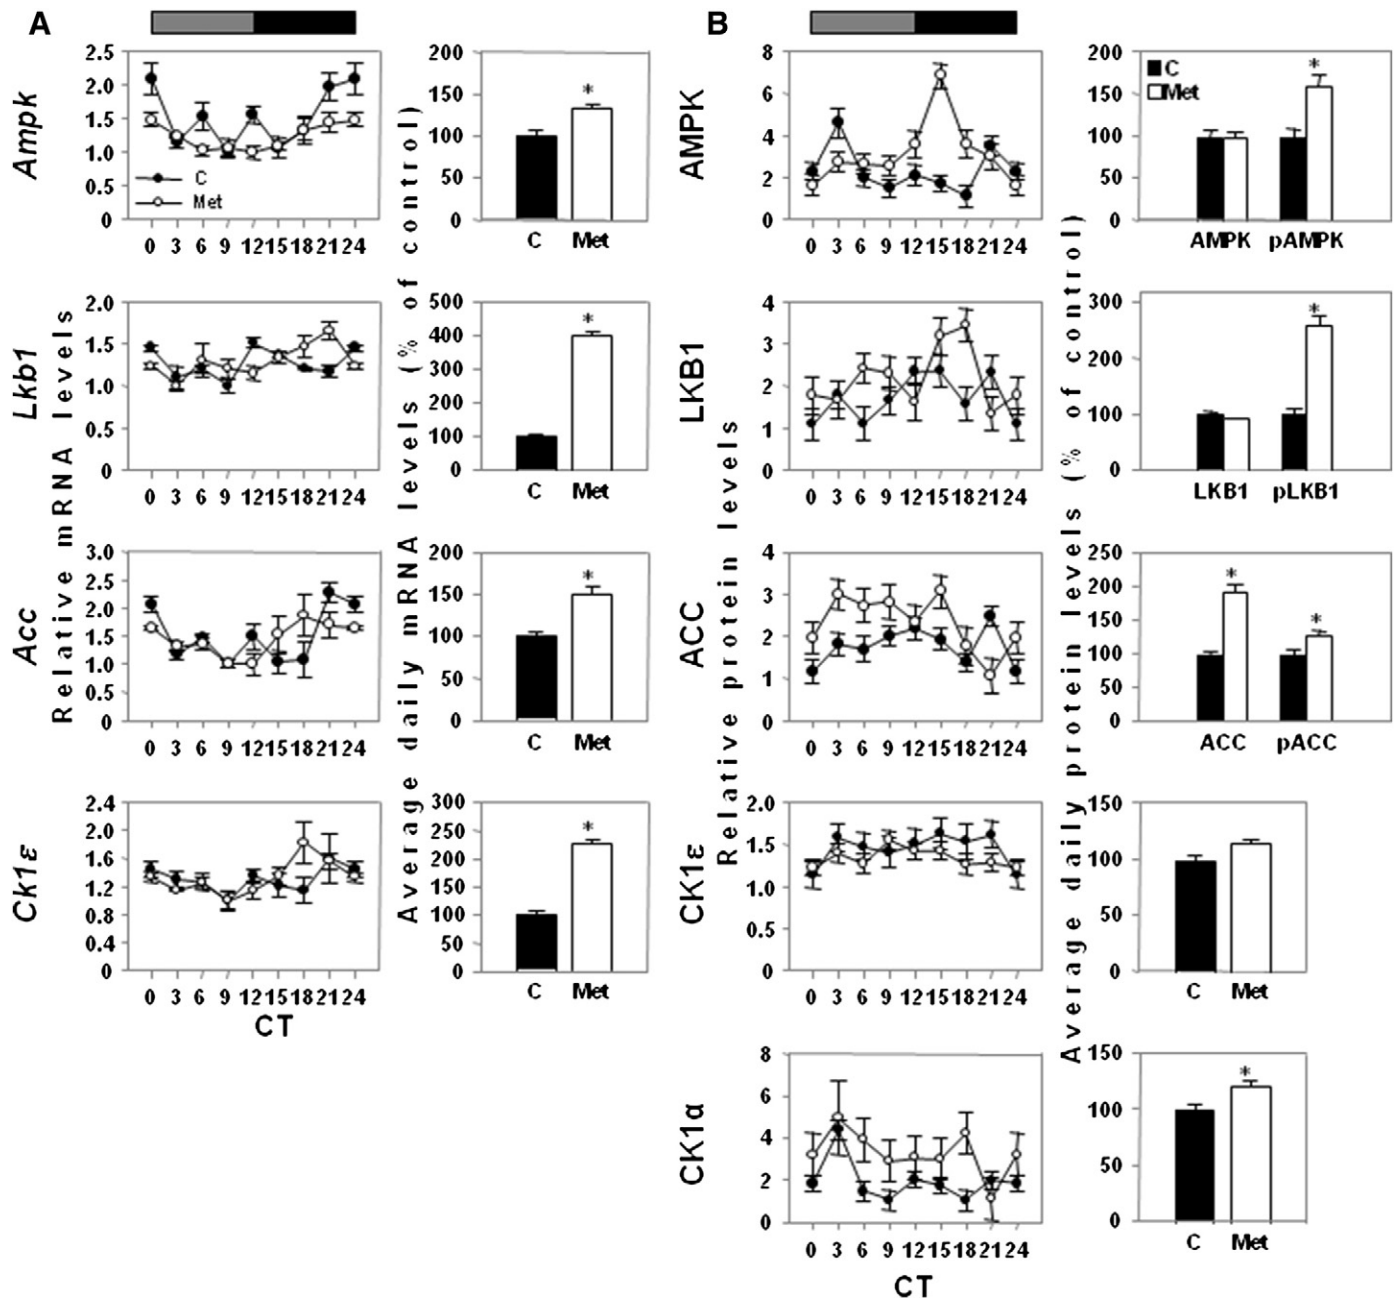 A
Ampk
2.5
2.0
1.5
1.0
0.5
0
C
Met
0 3 6 9 12 15 18 21 24
200
150
100
50
0
*
C Met
Lkb1
2.0
1.5
1.0
0.5
0
0 3 6 9 12 15 18 21 24
500
400
300
200
100
0
*
C Met
Acc
3.0
2.5
2.0
1.5
1.0
0.5
0
0 3 6 9 12 15 18 21 24
200
150
100
50
0
*
C Met
Ck1ε
2.4
2.0
1.6
1.2
0.8
0.4
0
0 3 6 9 12 15 18 21 24
CT
300
250
200
150
100
50
0
*
C Met
Relative mRNA levels
Average daily mRNA levels (% of control)
B
AMPK
8
6
4
2
0
0 3 6 9 12 15 18 21 24
200
150
100
50
0
C
Met
*
AMPK pAMPK
LKB1
4
3
2
1
0
0 3 6 9 12 15 18 21 24
300
200
100
0
*
LKB1 pLKB1
ACC
4
3
2
1
0
0 3 6 9 12 15 18 21 24
250
200
150
100
50
0
*
*
ACC pACC
CK1ε
2.0
1.5
1.0
0.5
0
0 3 6 9 12 15 18 21 24
150
100
50
0
C Met
CK1α
8
6
4
2
0
0 3 6 9 12 15 18 21 24
CT
150
100
50
0
*
C Met
Relative protein levels
Average daily protein levels (% of control)